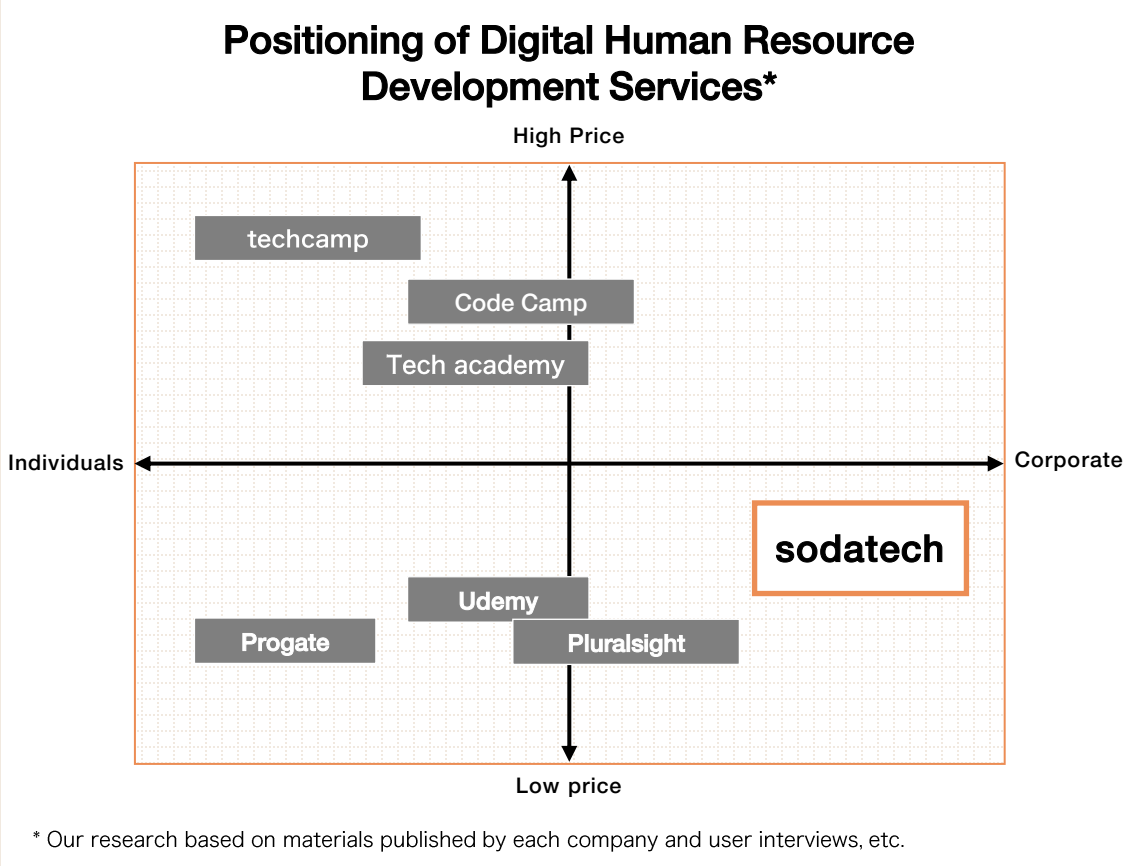 Positioning of Digital Human Resource
Development Services*
High Price
techcamp
Code Camp
Tech academy
Individuals
Corporate
sodatech
Udemy
Progate
Pluralsight
Low price
* Our research based on materials published by each company and user interviews, etc.